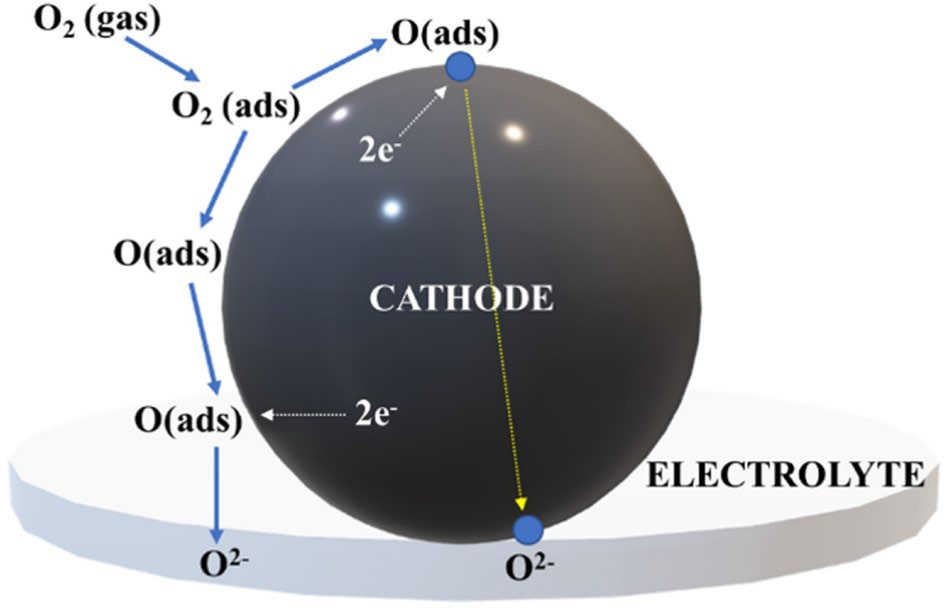 O₂ (gas)
O(ads)
O₂ (ads)
2e⁻
O(ads)
CATHODE
O(ads)
2e⁻
ELECTROLYTE
O²⁻
O²⁻